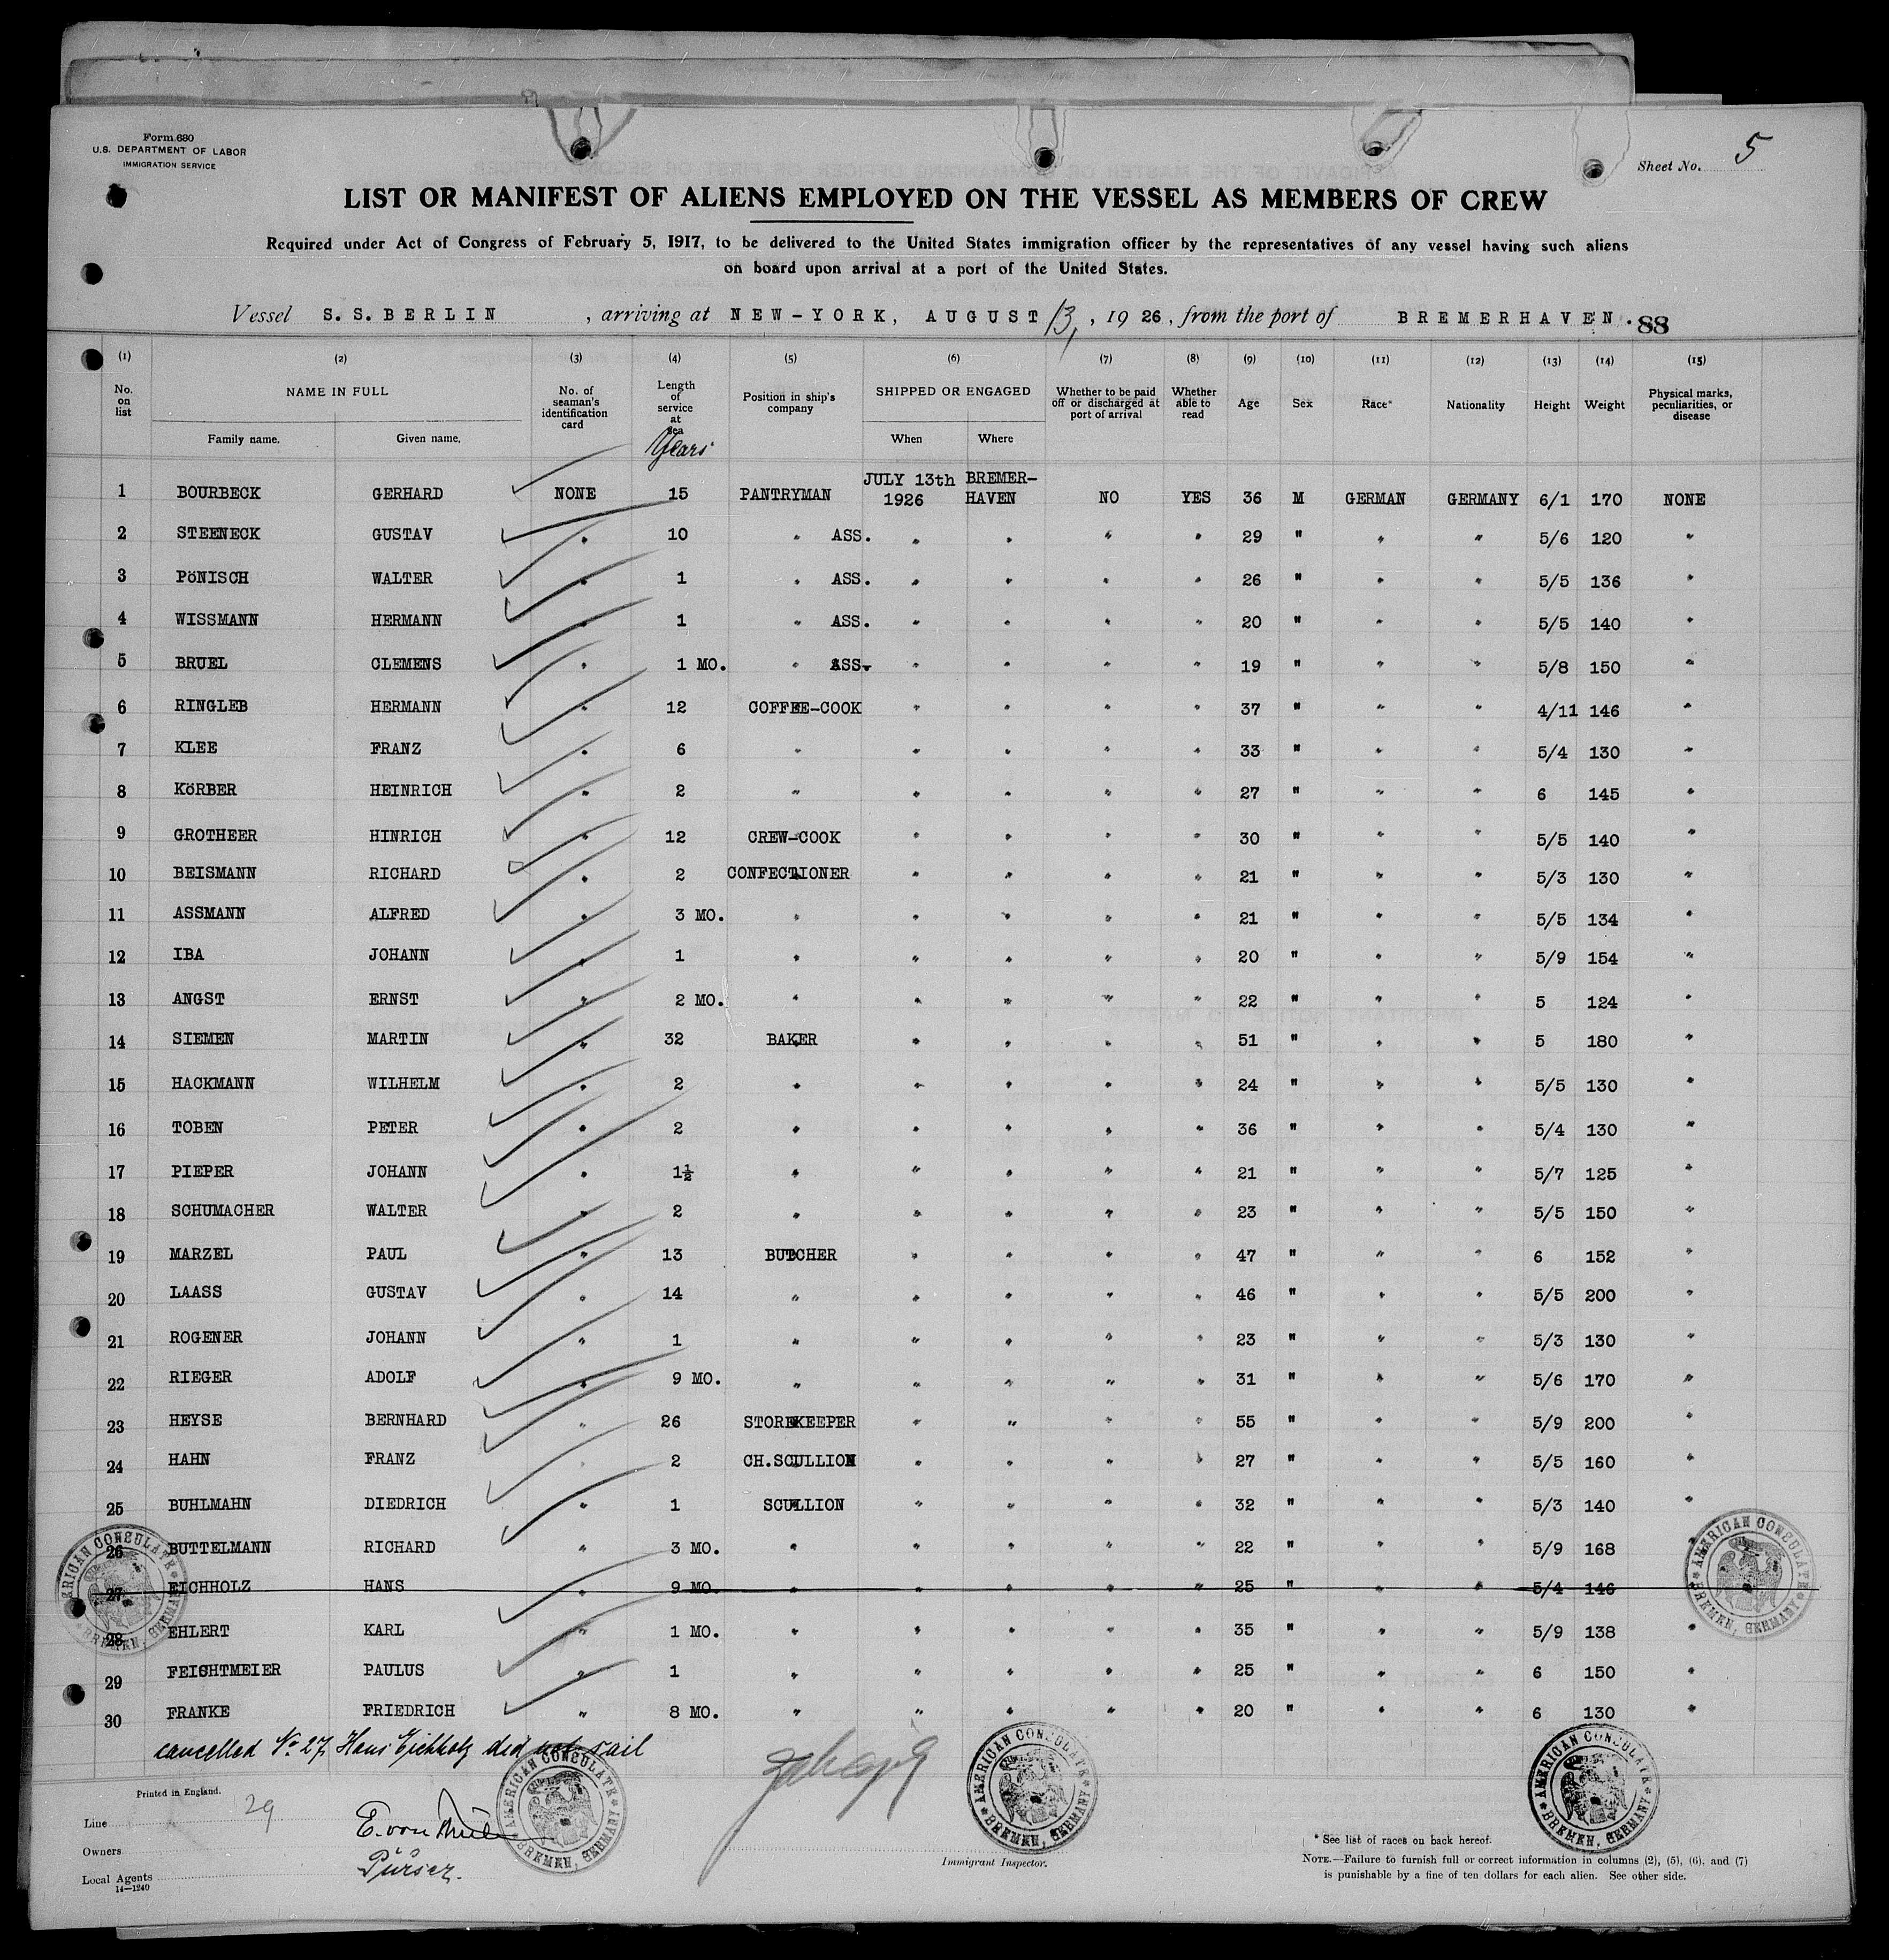 Form 680
U.S. DEPARTMENT OF LABOR
IMMIGRATION SERVICE
Sheet No. 5
LIST OR MANIFEST OF ALIENS EMPLOYED ON THE VESSEL AS MEMBERS OF CREW
Required under Act of Congress of February 5, 1917, to be delivered to the United States immigration officer by the representatives of any vessel having such aliens
on board upon arrival at a port of the United States.
Vessel S.S. BERLIN , arriving at NEW-YORK, AUGUST 13, , 1926, from the port of BREMERHAVEN. 88
(1) (2) (3) (4) (5) (6) (7) (8) (9) (10) (11) (12) (13) (14) (15)
No. on list NAME IN FULL No. of seaman's identification card Length of service at sea Position in ship's company SHIPPED OR ENGAGED Whether to be paid off or discharged at port of arrival Whether able to read Age Sex Race* Nationality Height Weight Physical marks, peculiarities, or disease
Family name. Given name. Years When Where
1 BOURBECK GERHARD NONE 15 PANTRYMAN JULY 13th 1926 BREMER-HAVEN NO YES 36 M GERMAN GERMANY 6/1 170 NONE
2 STEENECK GUSTAV " 10 " ASS. " " " " 29 " " " 5/6 120 "
3 PÖNISCH WALTER " 1 " ASS. " " " " 26 " " " 5/5 136 "
4 WISSMANN HERMANN " 1 " ASS. " " " " 20 " " " 5/5 140 "
5 BRUEL CLEMENS " 1 MO. " ASS. " " " " 19 " " " 5/8 150 "
6 RINGLEB HERMANN " 12 COFFEE-COOK " " " " 37 " " " 4/11 146 "
7 KLEE FRANZ " 6 " " " " " 33 " " " 5/4 130 "
8 KÖRBER HEINRICH " 2 " " " " " 27 " " " 6 145 "
9 GROTHEER HINRICH " 12 CREW-COOK " " " " 30 " " " 5/5 140 "
10 BEISMANN RICHARD " 2 CONFECTIONER " " " " 21 " " " 5/3 130 "
11 ASSMANN ALFRED " 3 MO. " " " " " 21 " " " 5/5 134 "
12 IBA JOHANN " 1 " " " " " 20 " " " 5/9 154 "
13 ANGST ERNST " 2 MO. " " " " " 22 " " " 5 124 "
14 SIEMEN MARTIN " 32 BAKER " " " " 51 " " " 5 180 "
15 HACKMANN WILHELM " 2 " " " " " 24 " " " 5/5 130 "
16 TOBEN PETER " 2 " " " " " 36 " " " 5/4 130 "
17 PIEPER JOHANN " 1½ " " " " " 21 " " " 5/7 125 "
18 SCHUMACHER WALTER " 2 " " " " " 23 " " " 5/5 150 "
19 MARZEL PAUL " 13 BUTCHER " " " " 47 " " " 6 152 "
20 LAASS GUSTAV " 14 " " " " " 46 " " " 5/5 200 "
21 ROGENER JOHANN " 1 " " " " " 23 " " " 5/3 130 "
22 RIEGER ADOLF " 9 MO. " " " " " 31 " " " 5/6 170 "
23 HEYSE BERNHARD " 26 STOREKEEPER " " " " 55 " " " 5/9 200 "
24 HAHN FRANZ " 2 CH.SCULLION " " " " 27 " " " 5/5 160 "
25 BUHLMAHN DIEDRICH " 1 SCULLION " " " " 32 " " " 5/3 140 "
26 BUTTELMANN RICHARD " 3 MO. " " " " " 22 " " " 5/9 168 "
27 EICHHOLZ HANS 9 MO. " " " " " 25 " " " 5/4 146
28 EHLERT KARL " 1 MO. " " " " " 35 " " " 5/9 138 "
29 FEICHTMEIER PAULUS " 1 " " " " " 25 " " " 6 150 "
30 FRANKE FRIEDRICH " 8 MO. " " " " " 20 " " " 6 130 "
cancelled No 27, Hans Eichholz did not sail
AMERICAN CONSULATE BREMEN, GERMANY
AMERICAN CONSULATE BREMEN, GERMANY
AMERICAN CONSULATE BREMEN, GERMANY
AMERICAN CONSULATE BREMEN, GERMANY
AMERICAN CONSULATE BREMEN, GERMANY
Printed in England.
Line 29
Owners
Local Agents
14—1240
E. von
Purser.
Immigrant Inspector.
* See list of races on back hereof.
NOTE.—Failure to furnish full or correct information in columns (2), (5), (6), and (7)
is punishable by a fine of ten dollars for each alien. See other side.